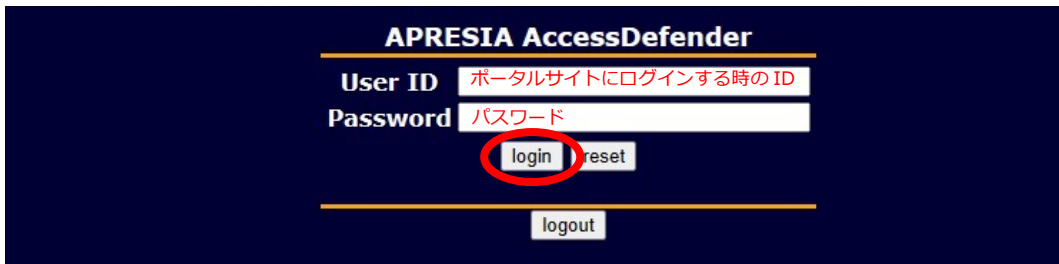 APRESIA AccessDefender
User ID ポータルサイトにログインする時の ID
Password パスワード
login reset
logout